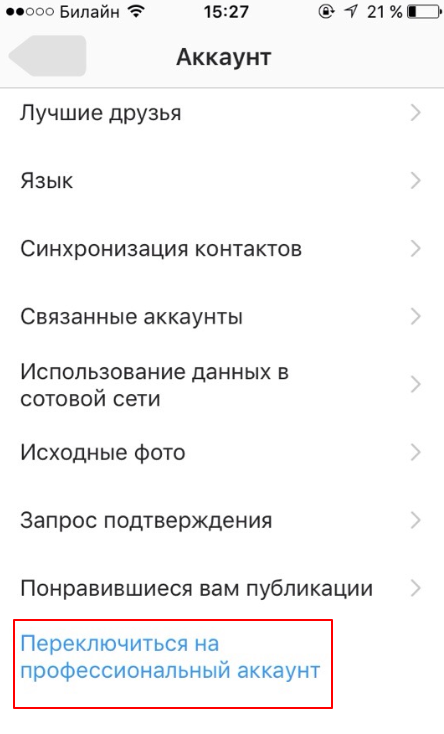 Билайн 15:27 21 %
Аккаунт
Лучшие друзья
Язык
Синхронизация контактов
Связанные аккаунты
Использование данных в
сотовой сети
Исходные фото
Запрос подтверждения
Понравившиеся вам публикации
Переключиться на
профессиональный аккаунт